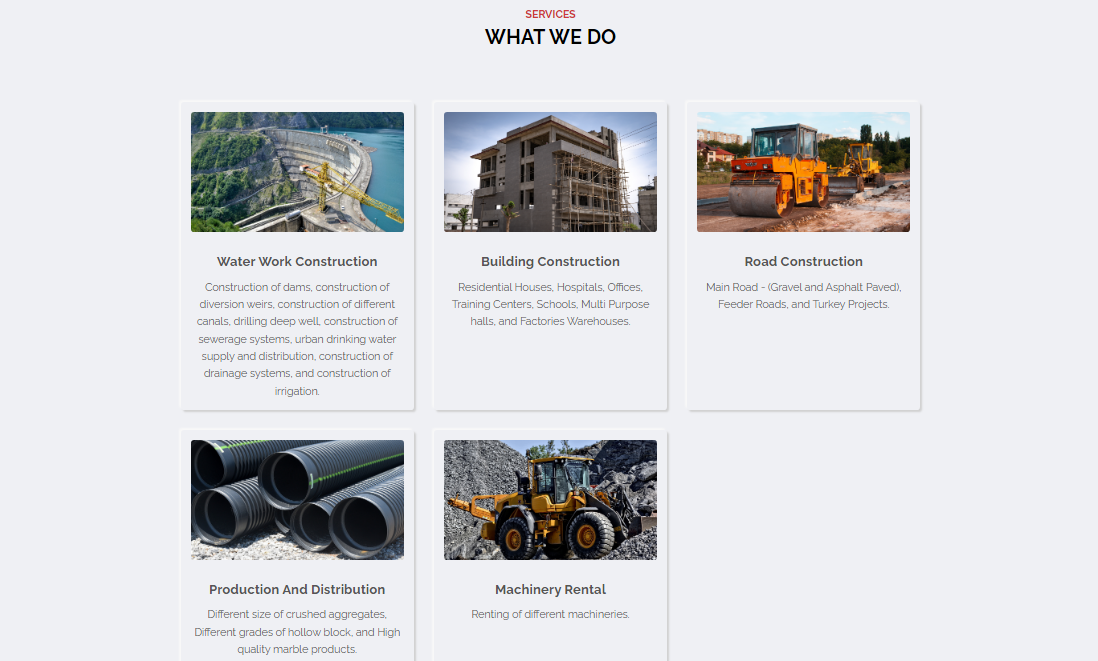 SERVICES
WHAT WE DO
Water Work Construction
Construction of dams, construction of
diversion weirs, construction of different
canals, drilling deep well, construction of
sewerage systems, urban drinking water
supply and distribution, construction of
drainage systems, and construction of
irrigation.
Building Construction
Residential Houses, Hospitals, Offices,
Training Centers, Schools, Multi Purpose
halls, and Factories Warehouses.
Road Construction
Main Road - (Gravel and Asphalt Paved),
Feeder Roads, and Turkey Projects.
Production And Distribution
Different size of crushed aggregates,
Different grades of hollow block, and High
quality marble products.
Machinery Rental
Renting of different machineries.